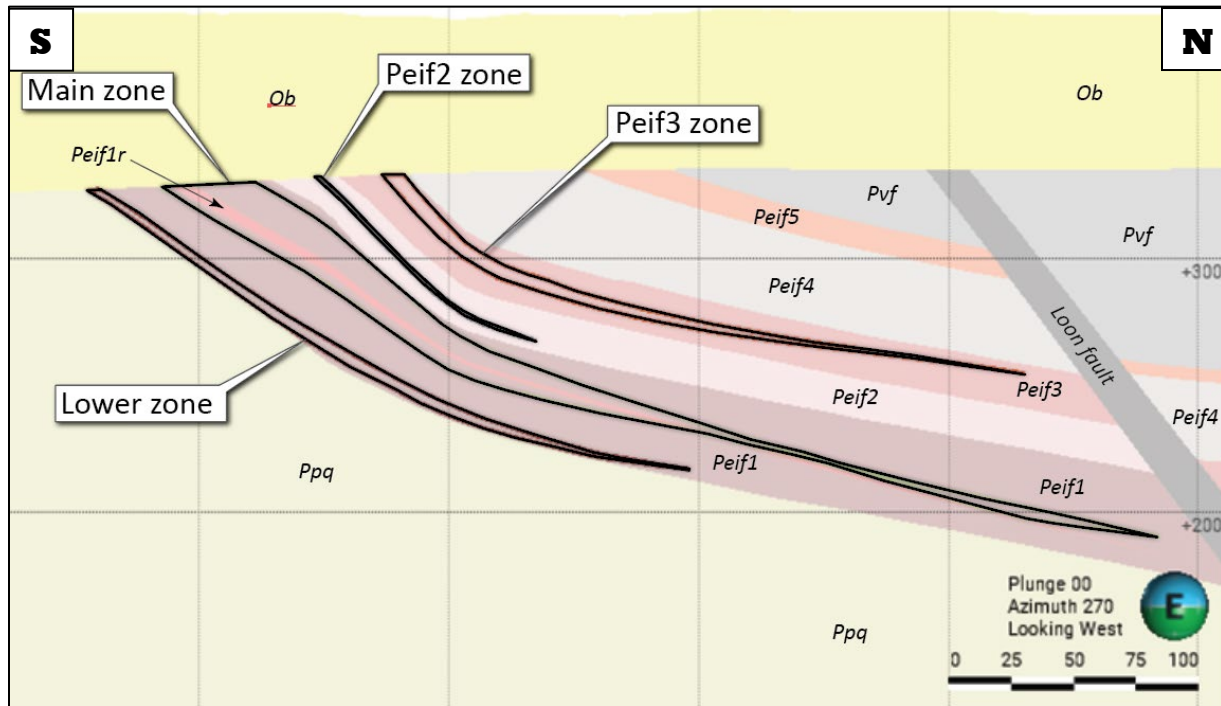 S
N
Main zone
Peif2 zone
Ob
Ob
Peif3 zone
Peif1r
Pvf
Peif5
Pvf
+300
Peif4
Loon fault
Lower zone
Peif3
Peif2
Peif4
Peif1
Ppq
Peif1
+200
Plunge 00
Azimuth 270
Looking West
E
Ppq
0 25 50 75 100